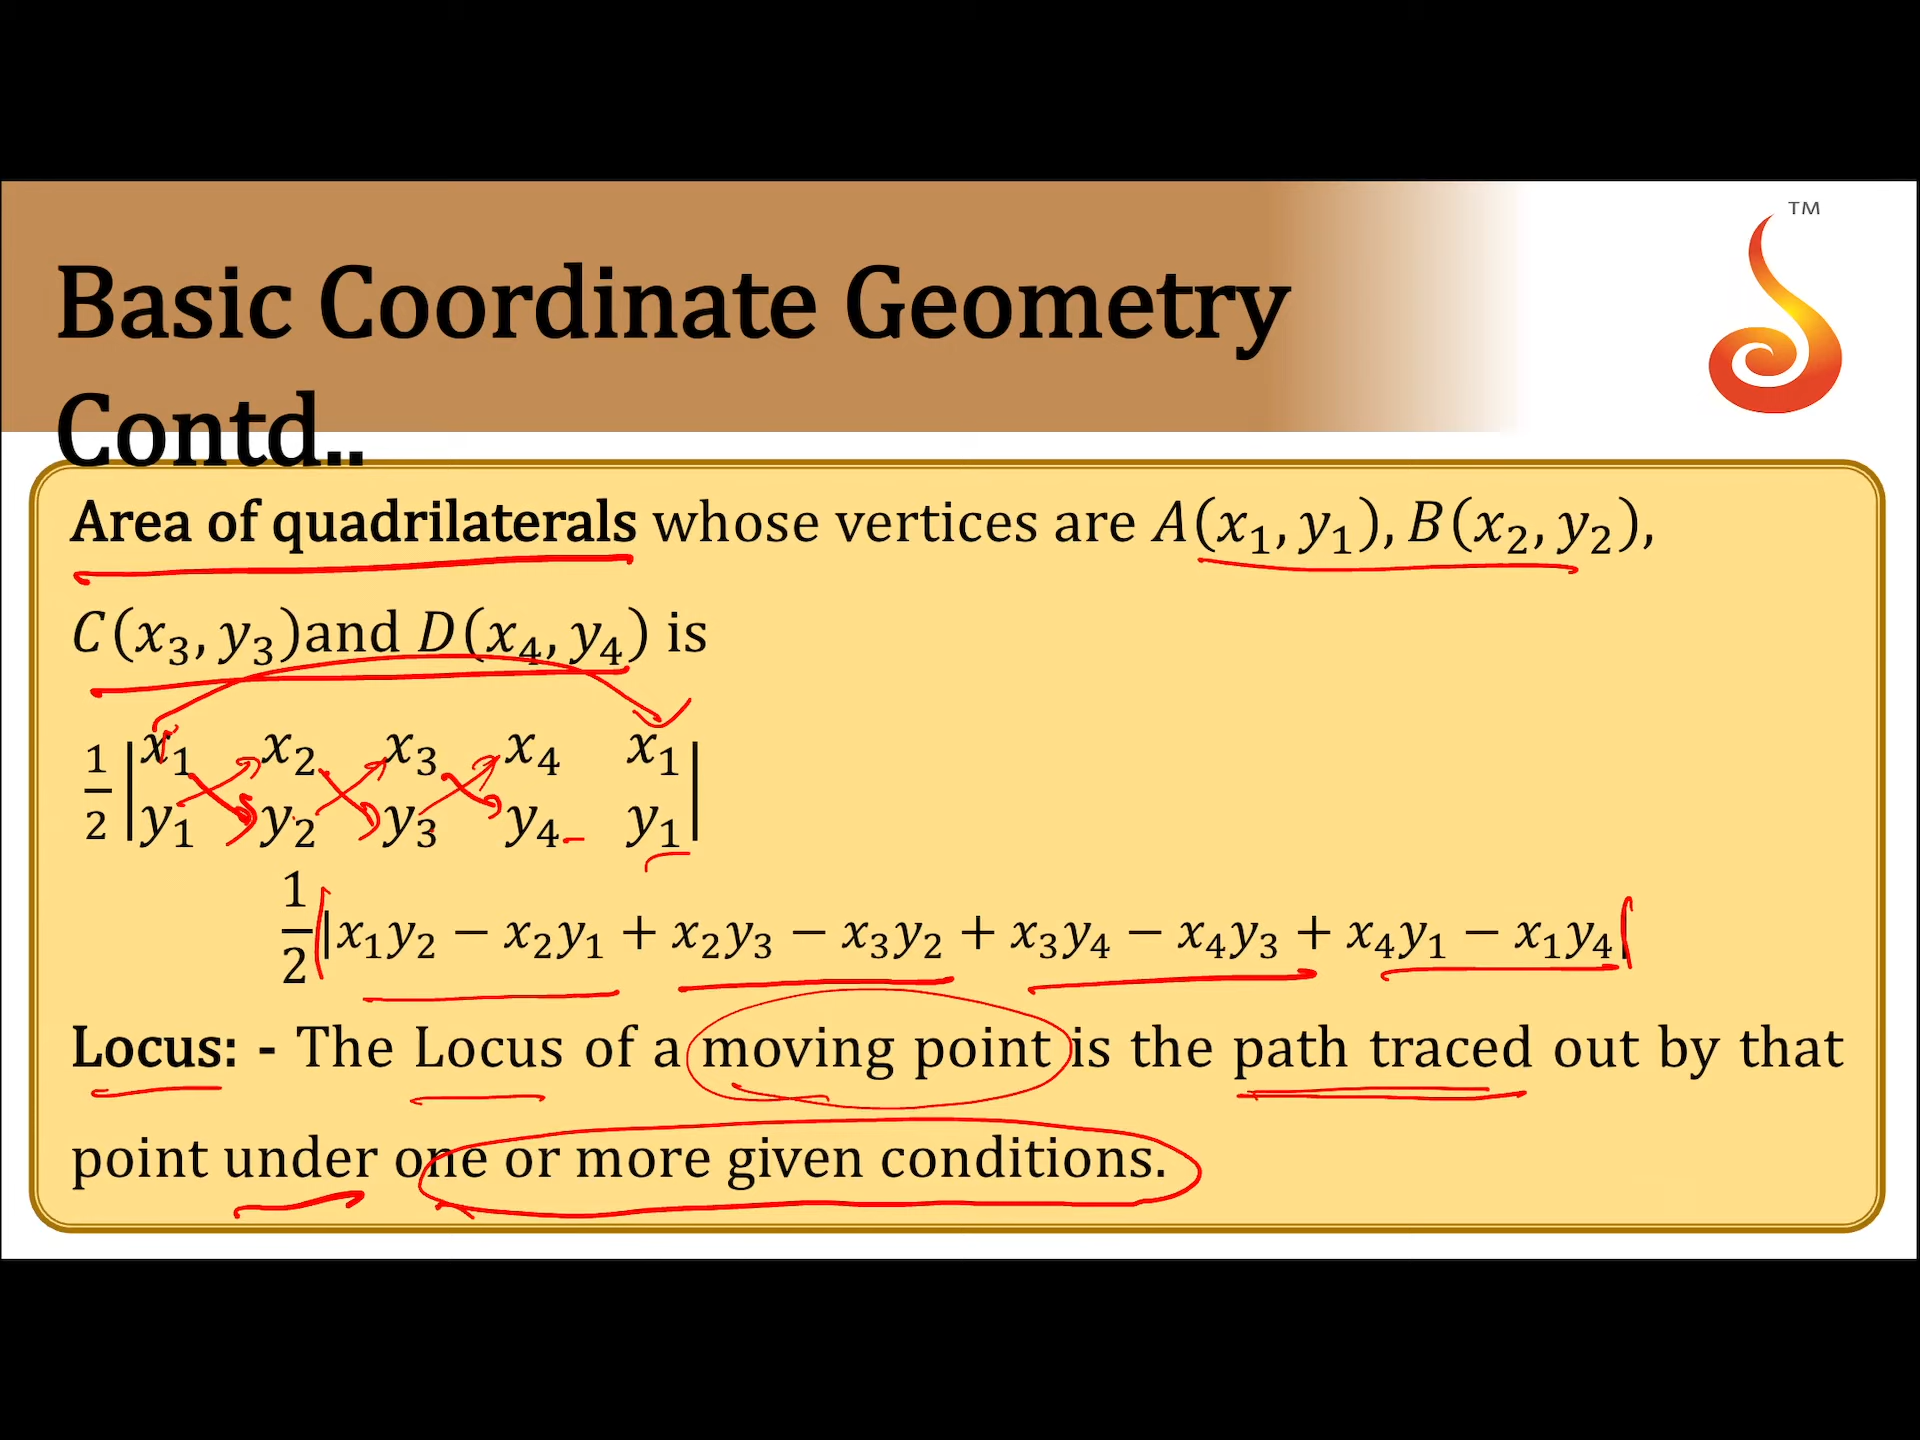 TM
Basic Coordinate Geometry
Contd..
Area of quadrilaterals whose vertices are A(x₁, y₁), B(x₂, y₂),
C(x₃, y₃)and D(x₄, y₄) is
1/2 |x₁ x₂ x₃ x₄ x₁|
|y₁ y₂ y₃ y₄ y₁|
1/2 |x₁y₂ − x₂y₁ + x₂y₃ − x₃y₂ + x₃y₄ − x₄y₃ + x₄y₁ − x₁y₄|
Locus: - The Locus of a moving point is the path traced out by that
point under one or more given conditions.